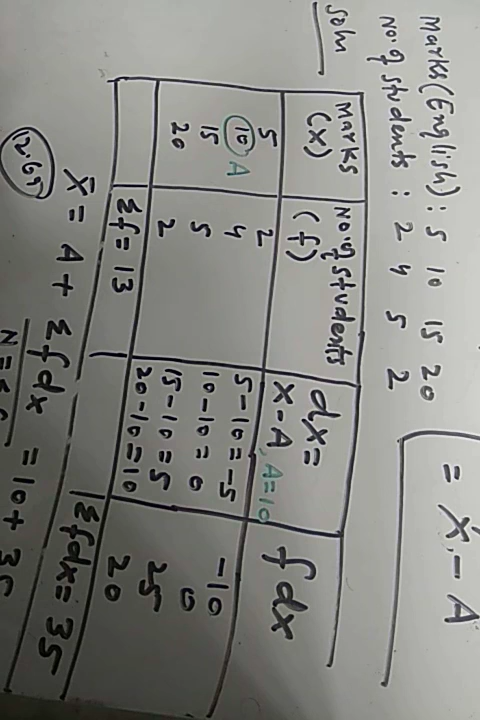 = X - A
Marks (English) : 5 10 15 20
No. of students : 2 4 5 2
Soln
Marks (X) No. of students (f) dx = X - A, A = 10 fdx
5 2 5 - 10 = -5 -10
10 A 4 10 - 10 = 0 0
15 5 15 - 10 = 5 25
20 2 20 - 10 = 10 20
Σf = 13 Σfdx = 35
X̄ = A + Σfdx = 10 + 35
12.69